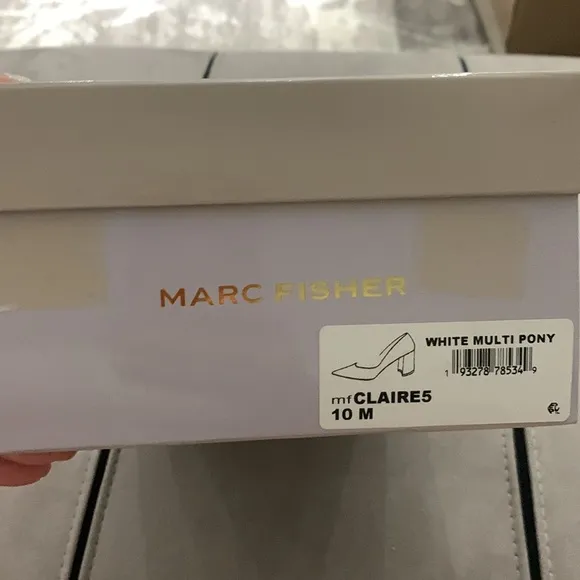 MARC FISHER
WHITE MULTI PONY
1 93278 78534 9
mfCLAIRE5
10 M